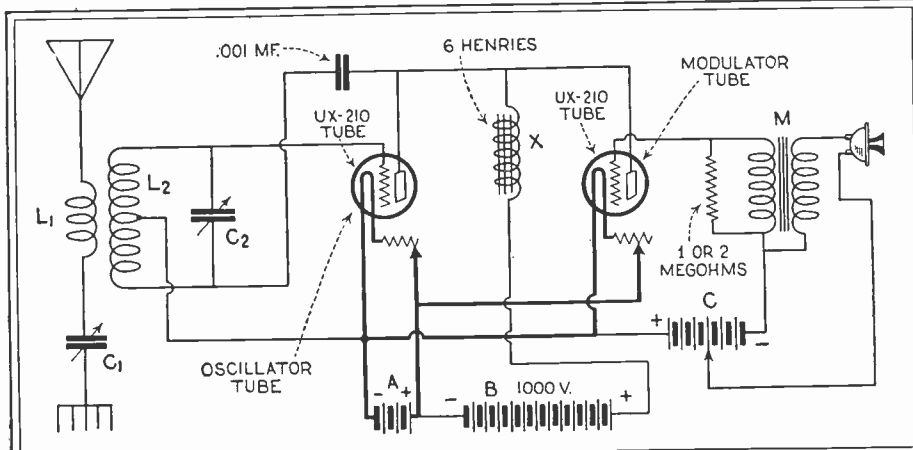 .001 MF.
6 HENRIES
MODULATOR
TUBE
UX-210
TUBE
UX-210
TUBE
X
M
L₂
L₁
C₂
1 OR 2
MEGOHMS
C
+
-
C₁
OSCILLATOR
TUBE
- A +
- B 1000 V. +